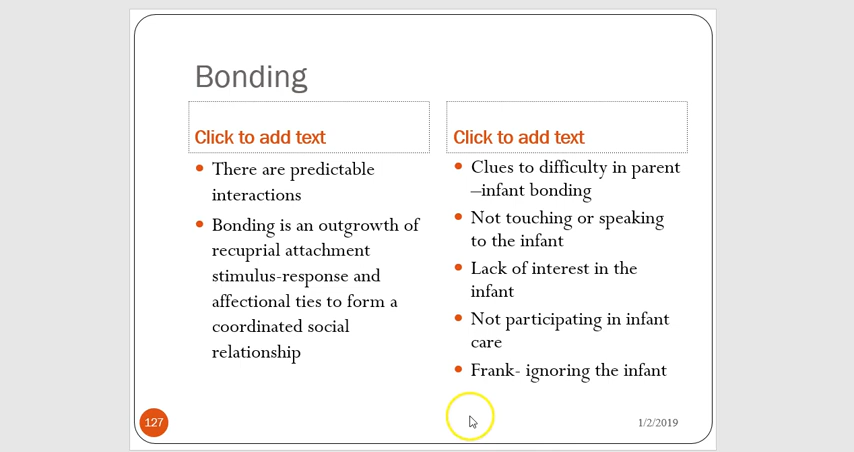 Bonding
Click to add text
There are predictable
interactions
Bonding is an outgrowth of
recuprial attachment
stimulus-response and
affectional ties to form a
coordinated social
relationship
Click to add text
Clues to difficulty in parent
–infant bonding
Not touching or speaking
to the infant
Lack of interest in the
infant
Not participating in infant
care
Frank- ignoring the infant
127
1/2/2019